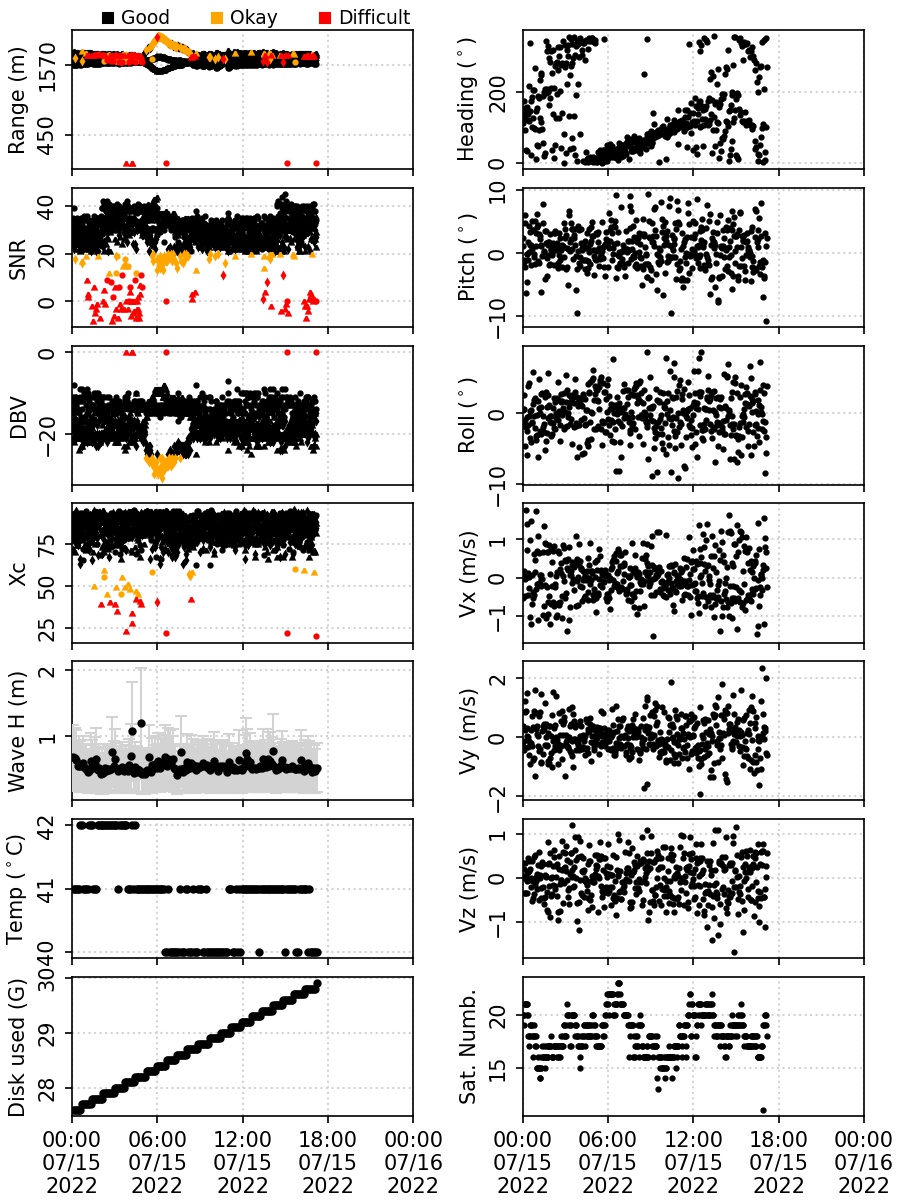 Good Okay Difficult
Range (m)
1570
450
Heading (°)
200
0
SNR
40
20
0
Pitch (°)
10
0
−10
DBV
0
−20
Roll (°)
0
−10
Xc
75
50
25
Vx (m/s)
1
0
−1
Wave H (m)
2
1
Vy (m/s)
2
0
−2
Temp (°C)
42
41
40
Vz (m/s)
1
0
−1
Disk used (G)
30
29
28
Sat. Numb.
20
15
00:00 06:00 12:00 18:00 00:00
07/15 07/15 07/15 07/15 07/16
2022 2022 2022 2022 2022
00:00 06:00 12:00 18:00 00:00
07/15 07/15 07/15 07/15 07/16
2022 2022 2022 2022 2022